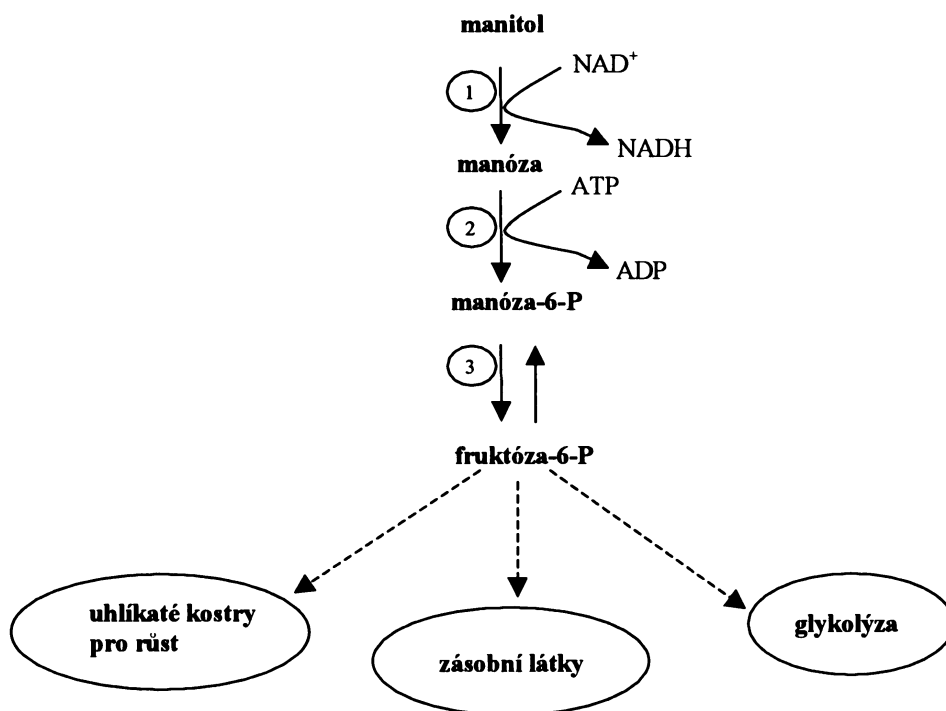 manitol
1
NAD⁺
NADH
manóza
2
ATP
ADP
manóza-6-P
3
fruktóza-6-P
uhlíkaté kostry
pro růst
zásobní látky
glykolýza